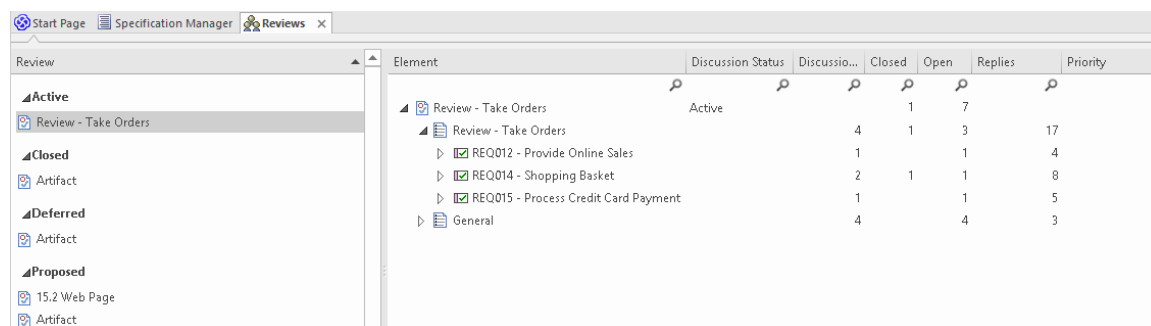 Start Page Specification Manager Reviews ×
Review
Active
Review - Take Orders
Closed
Artifact
Deferred
Artifact
Proposed
15.2 Web Page
Artifact
Element Discussion Status Discussio... Closed Open Replies Priority
Review - Take Orders Active 1 7
Review - Take Orders 4 1 3 17
REQ012 - Provide Online Sales 1 1 4
REQ014 - Shopping Basket 2 1 1 8
REQ015 - Process Credit Card Payment 1 1 5
General 4 4 3